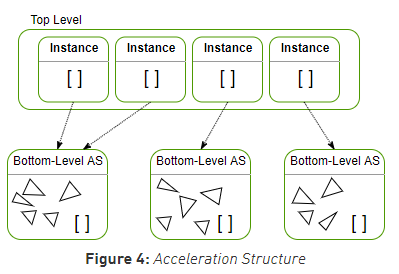 Top Level
Instance Instance Instance Instance
[ ] [ ] [ ] [ ]
Bottom-Level AS Bottom-Level AS Bottom-Level AS
[ ] [ ] [ ]
Figure 4: Acceleration Structure